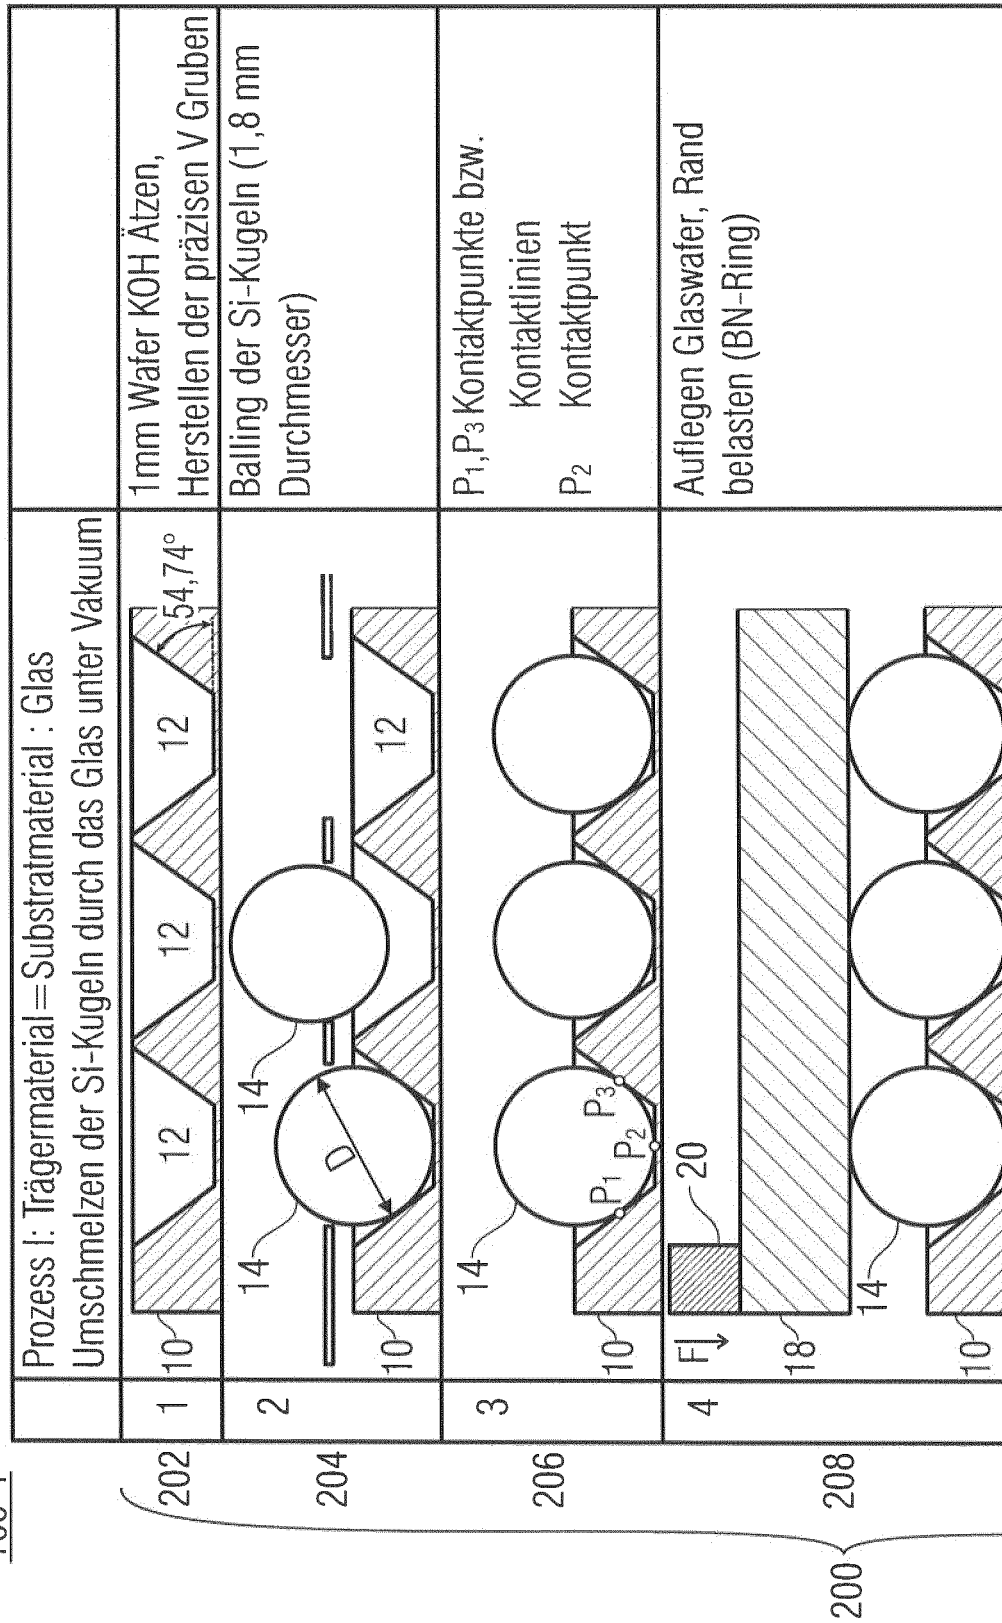 Prozess I: Trägermaterial=Substratmaterial : Glas
Umschmelzen der Si-Kugeln durch das Glas unter Vakuum
200
202
1
10
12
12
12
54,74°
1mm Wafer KOH Ätzen,
Herstellen der präzisen V Gruben
204
2
14
14
D
10
12
Balling der Si-Kugeln (1,8 mm
Durchmesser)
206
3
14
10
P1
P2
P3
P1,P3 Kontaktpunkte bzw.
Kontaktlinien
P2 Kontaktpunkt
208
4
F
20
18
14
10
Auflegen Glaswafer, Rand
belasten (BN-Ring)